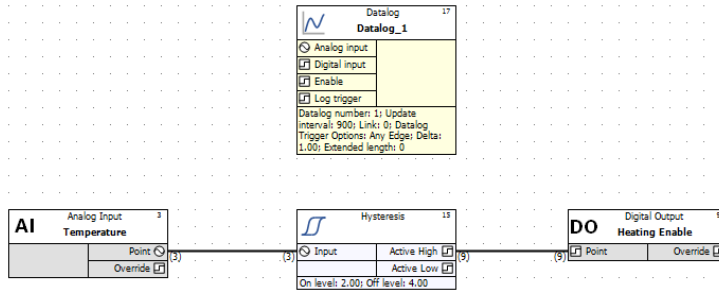 Datalog 17
Datalog_1
Analog input
Digital input
Enable
Log trigger
Datalog number: 1; Update
interval: 900; Link: 0; Datalog
Trigger Options: Any Edge; Delta:
1.00; Extended length: 0
AI Analog Input 3
Temperature
Point (3)
Override
Hysteresis 15
(3) Input Active High (9)
Active Low
On level: 2.00; Off level: 4.00
DO Digital Output 9
Heating Enable
(9) Point Override